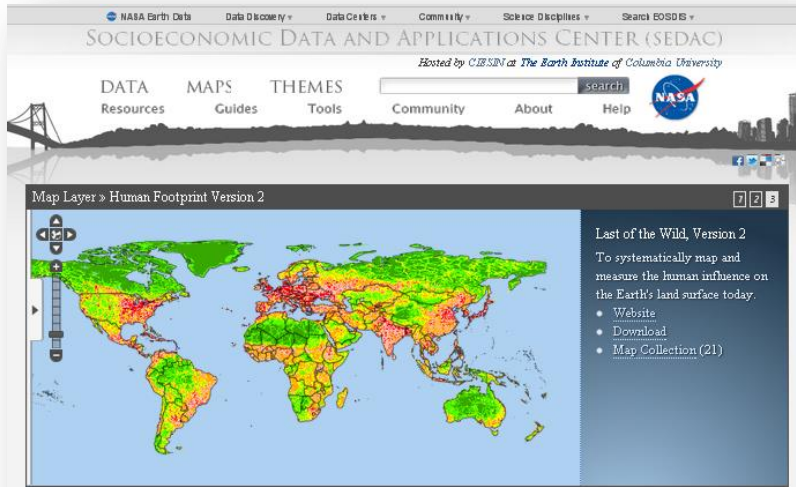 NASA Earth Data Data Discovery Data Centers Community Science Disciplines Search EOSDIS
SOCIOECONOMIC DATA AND APPLICATIONS CENTER (SEDAC)
Hosted by CIESIN at The Earth Institute of Columbia University
DATA MAPS THEMES search
NASA
Resources Guides Tools Community About Help
Map Layer » Human Footprint Version 2 1 2 3
Last of the Wild, Version 2
To systematically map and
measure the human influence on
the Earth's land surface today.
Website
Download
Map Collection (21)